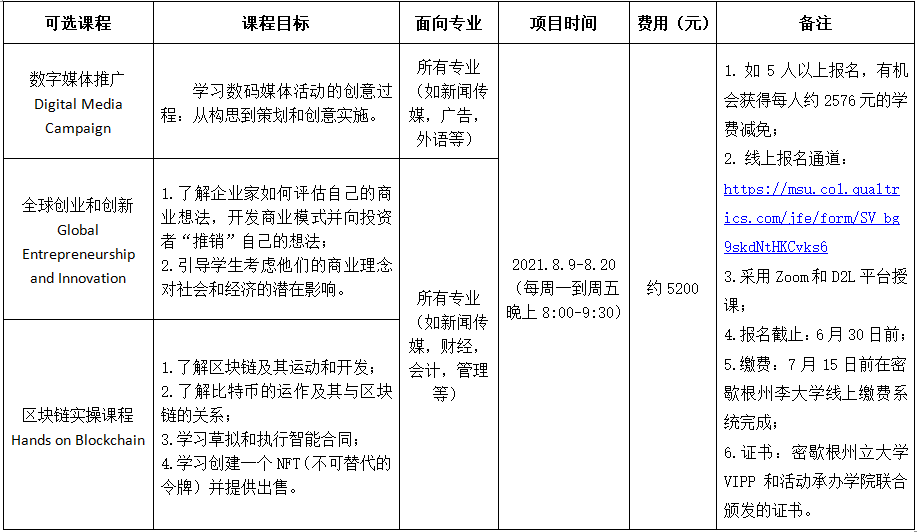 可选课程
课程目标
面向专业
项目时间
费用（元）
备注
数字媒体推广
Digital Media
Campaign
学习数码媒体活动的创意过
程：从构思到策划和创意实施。
所有专业
（如新闻传
媒，广告，
外语等）
全球创业和创新
Global
Entrepreneurship
and Innovation
1.了解企业家如何评估自己的商
业想法，开发商业模式并向投资
者“推销”自己的想法；
2.引导学生考虑他们的商业理念
对社会和经济的潜在影响。
所有专业
（如新闻传
媒，财经，
会计，管理
等）
区块链实操课程
Hands on Blockchain
1.了解区块链及其运动和开发；
2.了解比特币的运作及其与区块
链的关系；
3.学习草拟和执行智能合同；
4.学习创建一个NFT（不可替代的
令牌）并提供出售。
2021.8.9-8.20
（每周一到周五
晚上 8:00-9:30）
约 5200
1. 如 5 人以上报名，有机
会获得每人约 2576 元的学
费减免；
2. 线上报名通道：
https://msu.co1.qualt
rics.com/jfe/form/SV_bg
9skdNtHKCvks6
3.采用 Zoom 和 D2L 平台授
课；
4.报名截止：6 月 30 日前；
5.缴费：7 月 15 日前在密
歇根州李大学线上缴费系
统完成；
6.证书：密歇根州立大学
VIPP 和活动承办学院联合
颁发的证书。